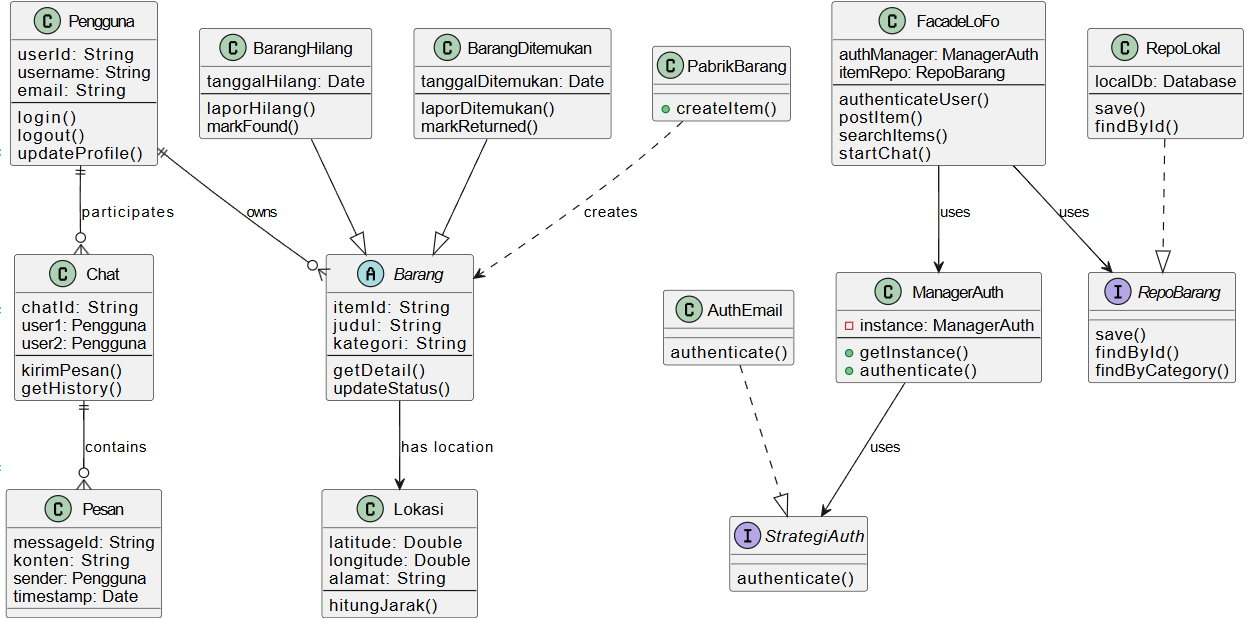 C Pengguna
userId: String
username: String
email: String
login()
logout()
updateProfile()
C BarangHilang
tanggalHilang: Date
laporHilang()
markFound()
C BarangDitemukan
tanggalDitemukan: Date
laporDitemukan()
markReturned()
C PabrikBarang
createItem()
C FacadeLoFo
authManager: ManagerAuth
itemRepo: RepoBarang
authenticateUser()
postItem()
searchItems()
startChat()
C RepoLokal
localDb: Database
save()
findById()
participates
owns
creates
uses
uses
C Chat
chatId: String
user1: Pengguna
user2: Pengguna
kirimPesan()
getHistory()
A Barang
itemId: String
judul: String
kategori: String
getDetail()
updateStatus()
C AuthEmail
authenticate()
C ManagerAuth
instance: ManagerAuth
getInstance()
authenticate()
I RepoBarang
save()
findById()
findByCategory()
contains
has location
uses
C Pesan
messageId: String
konten: String
sender: Pengguna
timestamp: Date
C Lokasi
latitude: Double
longitude: Double
alamat: String
hitungJarak()
I StrategiAuth
authenticate()